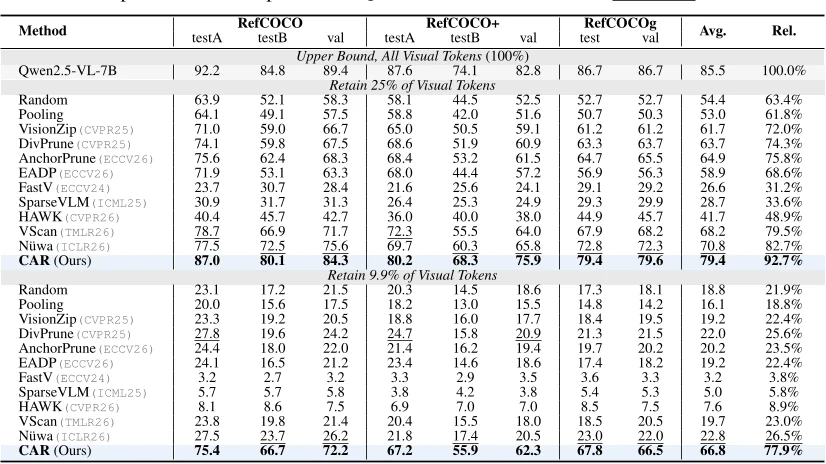 Method RefCOCO RefCOCO+ RefCOCOg Avg. Rel.
testA testB val testA testB val test val
Upper Bound, All Visual Tokens (100%)
Qwen2.5-VL-7B 92.2 84.8 89.4 87.6 74.1 82.8 86.7 86.7 85.5 100.0%
Retain 25% of Visual Tokens
Random 63.9 52.1 58.3 58.1 44.5 52.5 52.7 52.7 54.4 63.4%
Pooling 64.1 49.1 57.5 58.8 42.0 51.6 50.7 50.3 53.0 61.8%
VisionZip (CVPR25) 71.0 59.0 66.7 65.0 50.5 59.1 61.2 61.2 61.7 72.0%
DivPrune (CVPR25) 74.1 59.8 67.5 68.6 51.9 60.9 63.3 63.7 63.7 74.3%
AnchorPrune (ECCV26) 75.6 62.4 68.3 68.4 53.2 61.5 64.7 65.5 64.9 75.8%
EADP (ECCV26) 71.9 53.1 63.3 68.0 44.4 57.2 56.9 56.3 58.9 68.6%
FastV (ECCV24) 23.7 30.7 28.4 21.6 25.6 24.1 29.1 29.2 26.6 31.2%
SparseVLM (ICML25) 30.9 31.7 31.3 26.4 25.3 24.9 29.3 29.9 28.7 33.6%
HAWK (CVPR26) 40.4 45.7 42.7 36.0 40.0 38.0 44.9 45.7 41.7 48.9%
VScan (TMLR26) 78.7 66.9 71.7 72.3 55.5 64.0 67.9 68.2 68.2 79.5%
Nüwa (ICLR26) 77.5 72.5 75.6 69.7 60.3 65.8 72.8 72.3 70.8 82.7%
CAR (Ours) 87.0 80.1 84.3 80.2 68.3 75.9 79.4 79.6 79.4 92.7%
Retain 9.9% of Visual Tokens
Random 23.1 17.2 21.5 20.3 14.5 18.6 17.3 18.1 18.8 21.9%
Pooling 20.0 15.6 17.5 18.2 13.0 15.5 14.8 14.2 16.1 18.8%
VisionZip (CVPR25) 23.3 19.2 20.5 18.8 16.0 17.7 18.4 19.5 19.2 22.4%
DivPrune (CVPR25) 27.8 19.6 24.2 24.7 15.8 20.9 21.3 21.5 22.0 25.6%
AnchorPrune (ECCV26) 24.4 18.0 22.0 21.4 16.2 19.4 19.7 20.2 20.2 23.5%
EADP (ECCV26) 24.1 16.5 21.2 23.4 14.6 18.6 17.4 18.2 19.2 22.4%
FastV (ECCV24) 3.2 2.7 3.2 3.3 2.9 3.5 3.6 3.3 3.2 3.8%
SparseVLM (ICML25) 5.7 5.7 5.8 3.8 4.2 3.8 5.4 5.3 5.0 5.8%
HAWK (CVPR26) 8.1 8.6 7.5 6.9 7.0 7.0 8.5 7.5 7.6 8.9%
VScan (TMLR26) 23.8 19.8 21.4 20.4 15.5 18.0 18.5 20.5 19.7 23.0%
Nüwa (ICLR26) 27.5 23.7 26.2 21.8 17.4 20.5 23.0 22.0 22.8 26.5%
CAR (Ours) 75.4 66.7 72.2 67.2 55.9 62.3 67.8 66.5 66.8 77.9%